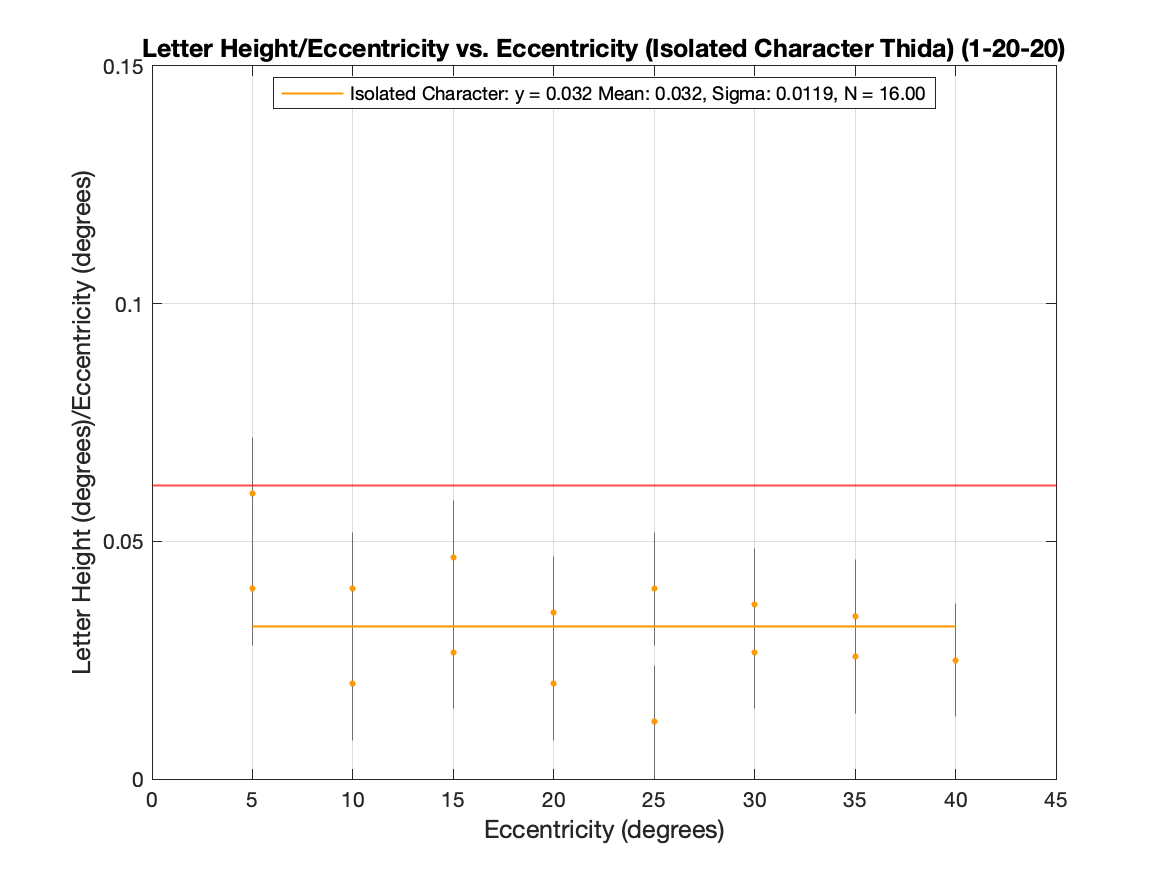 Letter Height/Eccentricity vs. Eccentricity (Isolated Character Thida) (1-20-20)
Isolated Character: y = 0.032 Mean: 0.032, Sigma: 0.0119, N = 16.00
Letter Height (degrees)/Eccentricity (degrees)
0.15
0.1
0.05
0
0 5 10 15 20 25 30 35 40 45
Eccentricity (degrees)